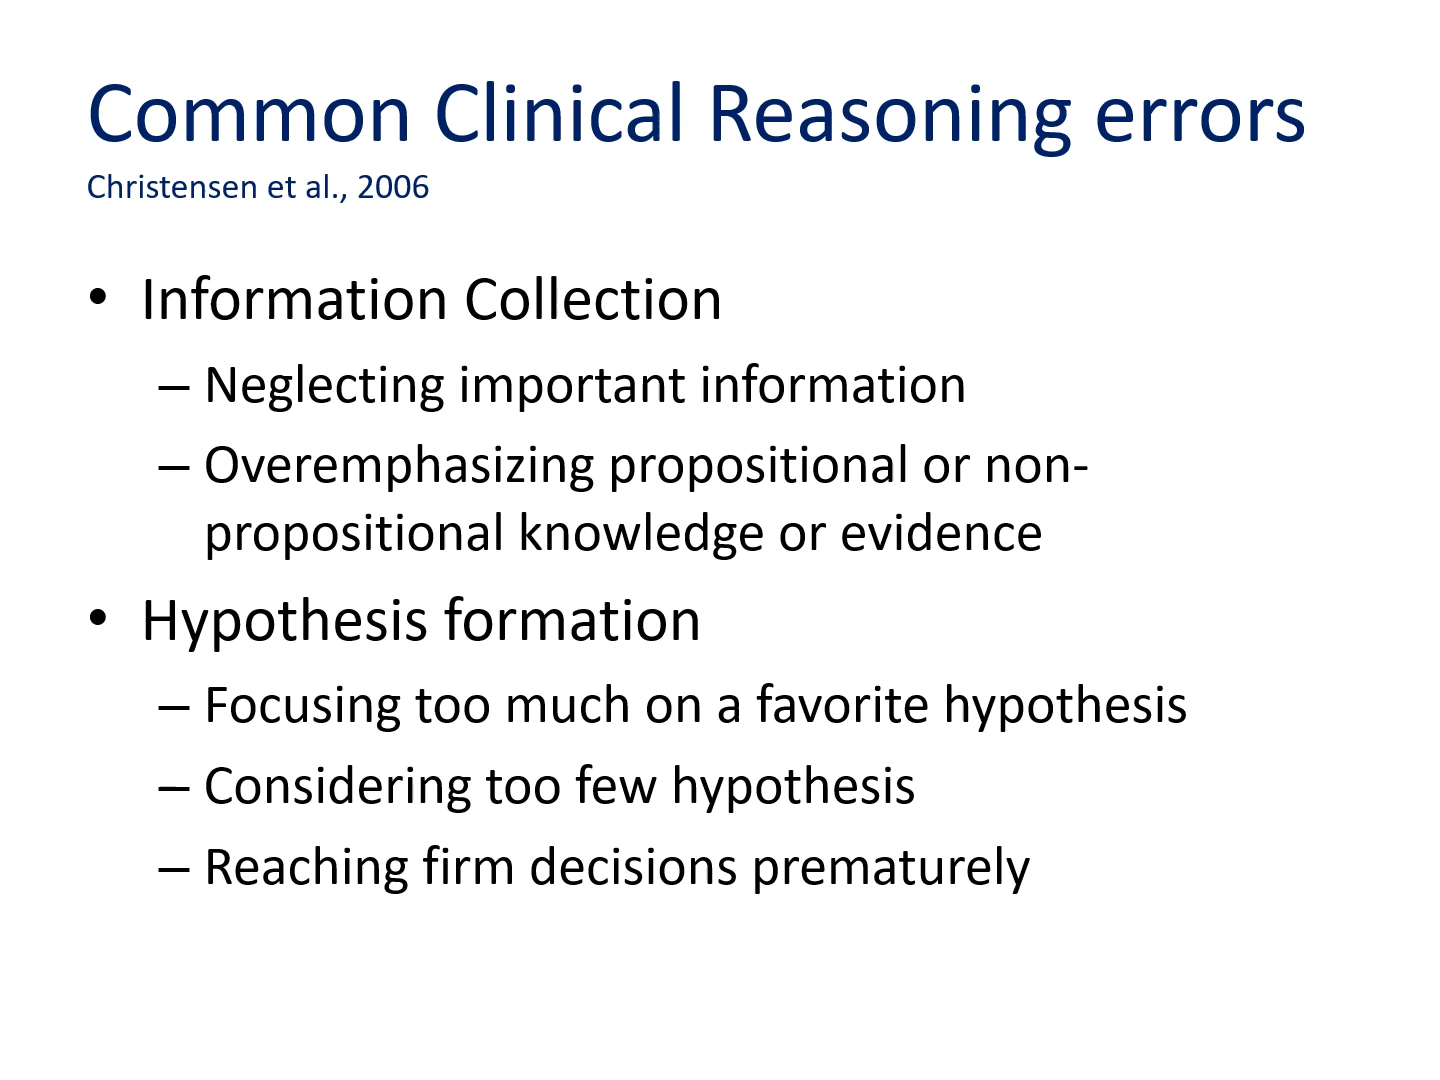 Common Clinical Reasoning errors
Christensen et al., 2006
• Information Collection
– Neglecting important information
– Overemphasizing propositional or non-
propositional knowledge or evidence
• Hypothesis formation
– Focusing too much on a favorite hypothesis
– Considering too few hypothesis
– Reaching firm decisions prematurely